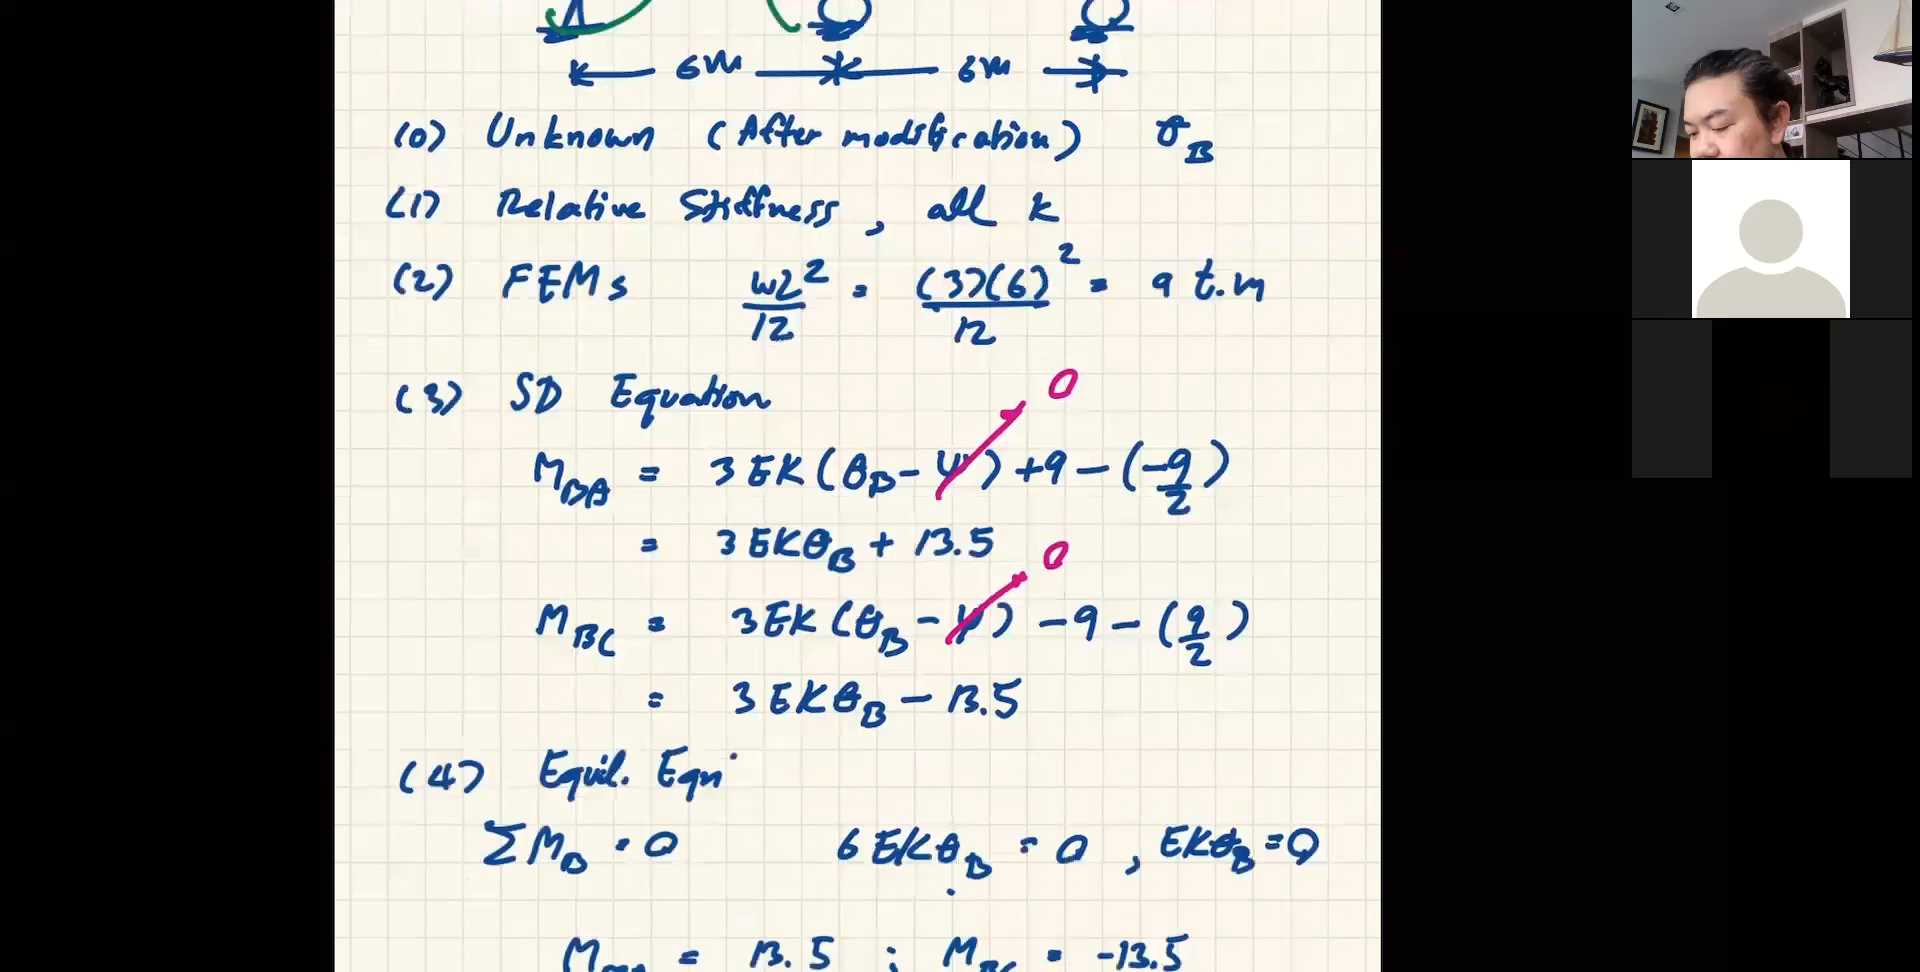 6m 6m
(0) Unknown (After modification) θB
(1) Relative Stiffness, all K
(2) FEMs wL²/12 = (3)(6)²/12 = 9 t.m
(3) SD Equation
0
MBA = 3EK(θB - ψ) + 9 - (-9/2)
= 3EKθB + 13.5
0
MBC = 3EK(θB - ψ) - 9 - (9/2)
= 3EKθB - 13.5
(4) Equil. Eqn
ΣMB = 0 6EKθB = 0, EKθB = 0
MBA = 13.5 ; MBC = -13.5